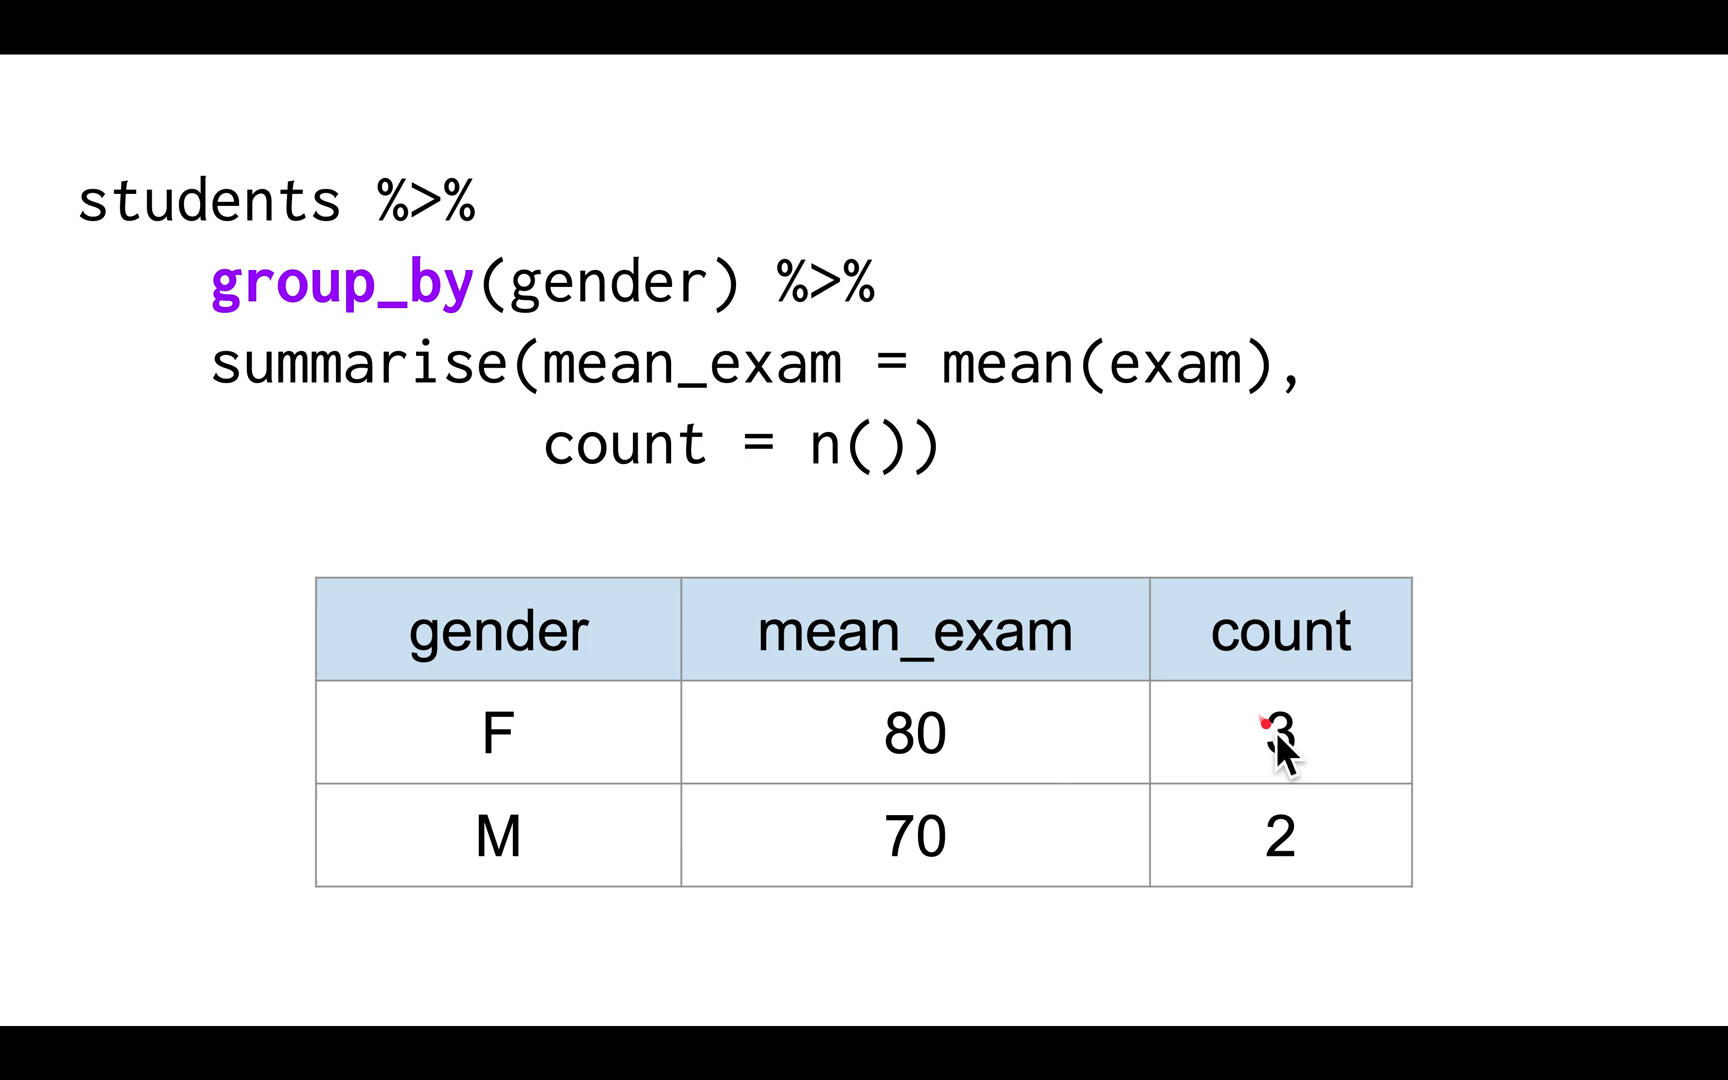 students %>%
group_by(gender) %>%
summarise(mean_exam = mean(exam),
count = n())
gender mean_exam count
F 80 3
M 70 2